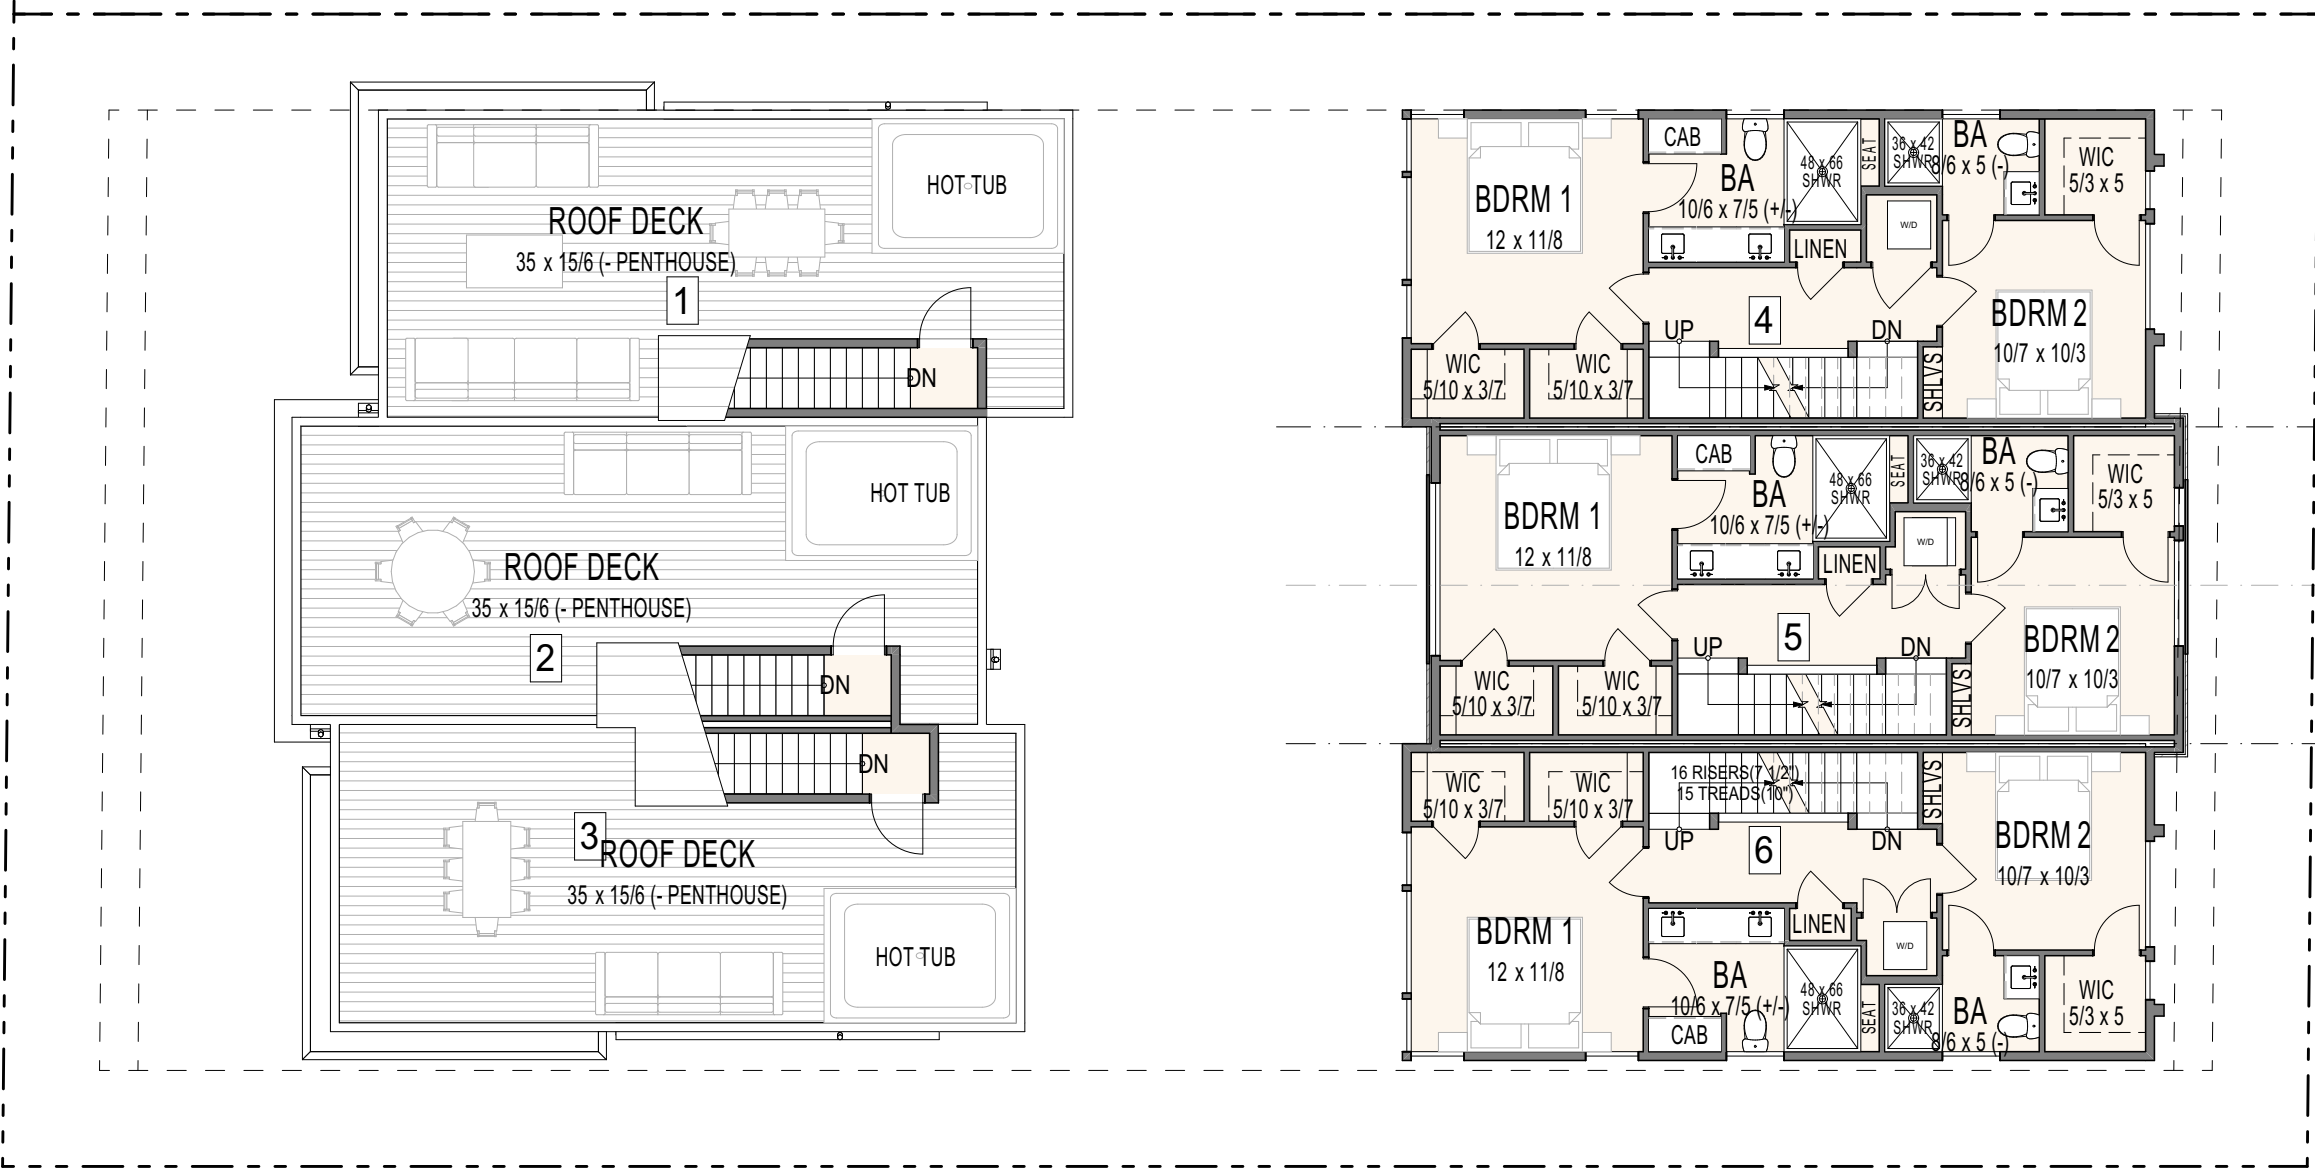 HOT TUB
ROOF DECK
35 x 15/6 (- PENTHOUSE)
1
DN
HOT TUB
ROOF DECK
35 x 15/6 (- PENTHOUSE)
2
DN
DN
3
ROOF DECK
35 x 15/6 (- PENTHOUSE)
HOT TUB
BDRM 1
12 x 11/8
CAB
BA
10/6 x 7/5 (+/-)
48 x 66
SHWR
SEAT
36 x 42
SHWR
BA
8/6 x 5 (-)
WIC
5/3 x 5
W/D
LINEN
UP
4
DN
BDRM 2
10/7 x 10/3
WIC
5/10 x 3/7
WIC
5/10 x 3/7
SHLVS
BDRM 1
12 x 11/8
CAB
BA
10/6 x 7/5 (+/-)
48 x 66
SHWR
SEAT
36 x 42
SHWR
BA
8/6 x 5 (-)
WIC
5/3 x 5
W/D
LINEN
UP
5
DN
BDRM 2
10/7 x 10/3
WIC
5/10 x 3/7
WIC
5/10 x 3/7
SHLVS
WIC
5/10 x 3/7
WIC
5/10 x 3/7
16 RISERS(7 1/2")
15 TREADS(10")
SHLVS
UP
6
DN
BDRM 2
10/7 x 10/3
BDRM 1
12 x 11/8
LINEN
W/D
BA
10/6 x 7/5 (+/-)
CAB
48 x 66
SHWR
SEAT
36 x 42
SHWR
BA
8/6 x 5 (-)
WIC
5/3 x 5